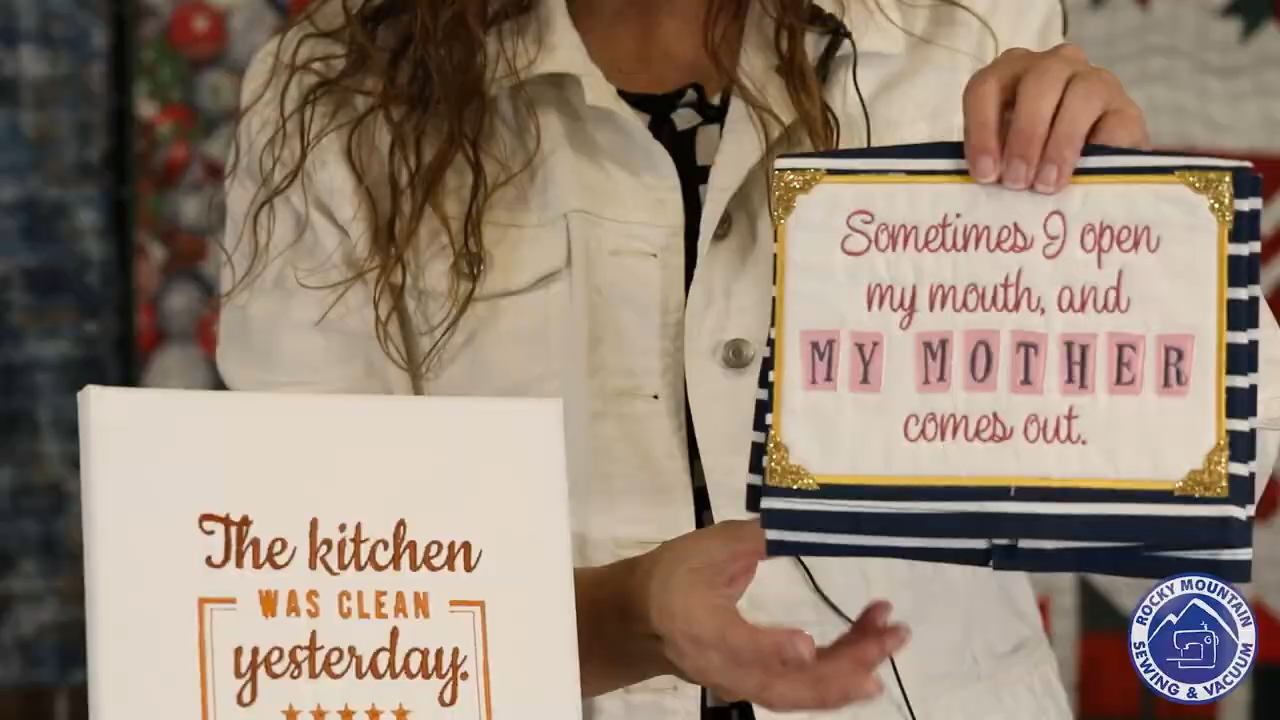 Sometimes I open
my mouth, and
MY MOTHER
comes out.
The kitchen
WAS CLEAN
yesterday.
ROCKY MOUNTAIN
SEWING & VACUUM